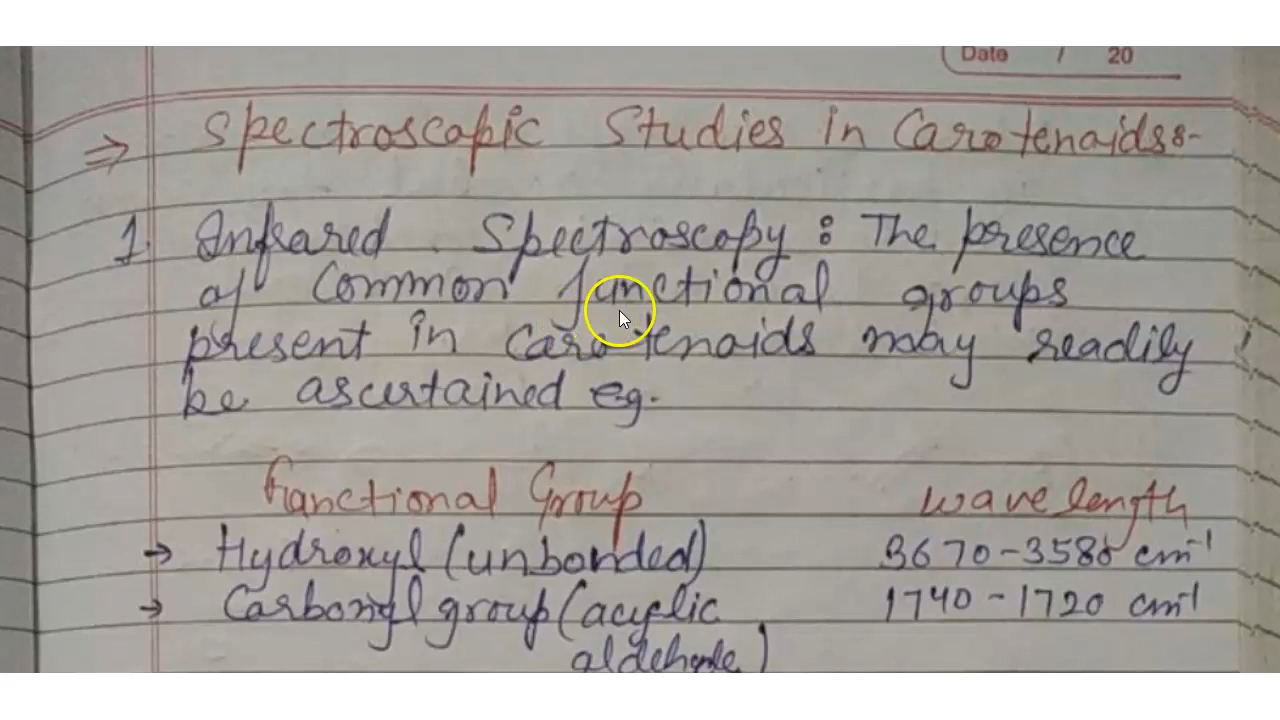 Date / 20
⇒ Spectroscopic Studies in Carotenoids:-
1. Infrared Spectroscopy : The presence
of Common functional groups
present in Carotenoids may readily
be ascertained eg.
Functional Group wavelength
→ Hydroxyl (unbonded) 3670-3580 cm⁻¹
→ Carbonyl group (acyclic 1740-1720 cm⁻¹
aldehyde)